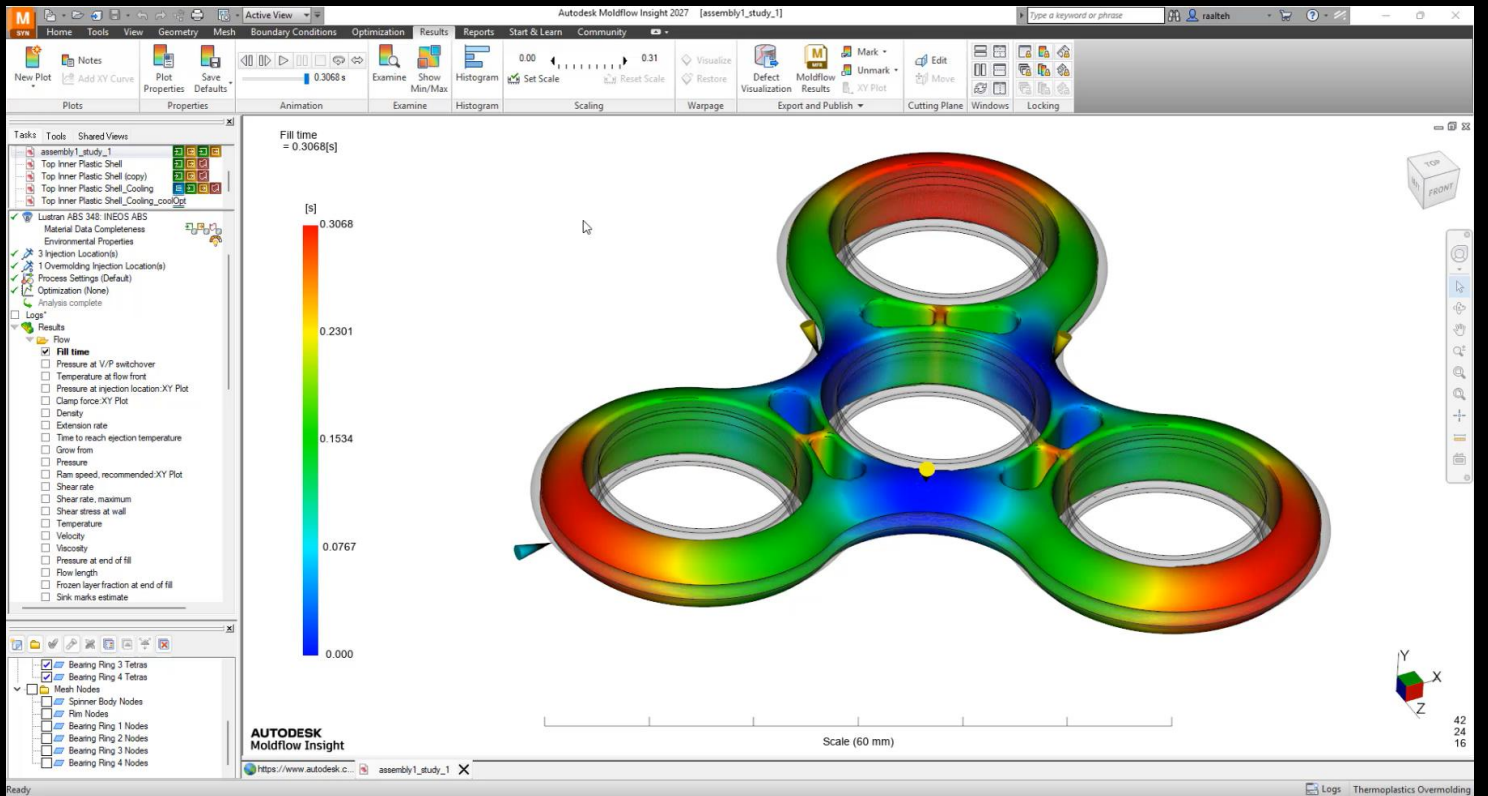 M
SYN
Active View
Autodesk Moldflow Insight 2027 [assembly1_study_1]
Type a keyword or phrase
raalteh
Home Tools View Geometry Mesh Boundary Conditions Optimization Results Reports Start & Learn Community
New Plot
Notes
Add XY Curve
Plots
Plot Properties
Save Defaults
Properties
0.3068 s
Animation
Examine
Show Min/Max
Examine
Histogram
Histogram
0.00 0.31
Set Scale Reset Scale
Scaling
Visualize
Restore
Warpage
Defect Visualization
Moldflow Results
Mark
Unmark
XY Plot
Export and Publish
Edit
Move
Cutting Plane
Windows
Locking
Tasks Tools Shared Views
assembly1_study_1
Top Inner Plastic Shell
Top Inner Plastic Shell (copy)
Top Inner Plastic Shell_Cooling
Top Inner Plastic Shell_Cooling_coolOpt
Lustran ABS 348: INEOS ABS
Material Data Completeness
Environmental Properties
3 Injection Location(s)
1 Overmolding Injection Location(s)
Process Settings (Default)
Optimization (None)
Analysis complete
Logs*
Results
Flow
Fill time
Pressure at V/P switchover
Temperature at flow front
Pressure at injection location:XY Plot
Clamp force:XY Plot
Density
Extension rate
Time to reach ejection temperature
Grow from
Pressure
Ram speed, recommended:XY Plot
Shear rate
Shear rate, maximum
Shear stress at wall
Temperature
Velocity
Viscosity
Pressure at end of fill
Flow length
Frozen layer fraction at end of fill
Sink marks estimate
Bearing Ring 3 Tetras
Bearing Ring 4 Tetras
Mesh Nodes
Spinner Body Nodes
Rim Nodes
Bearing Ring 1 Nodes
Bearing Ring 2 Nodes
Bearing Ring 3 Nodes
Bearing Ring 4 Nodes
Fill time
= 0.3068[s]
[s]
0.3068
0.2301
0.1534
0.0767
0.000
TOP
FRONT
Y
X
Z
42
24
16
Scale (60 mm)
AUTODESK
Moldflow Insight
https://www.autodesk.c... assembly1_study_1
Ready
Logs Thermoplastics Overmolding